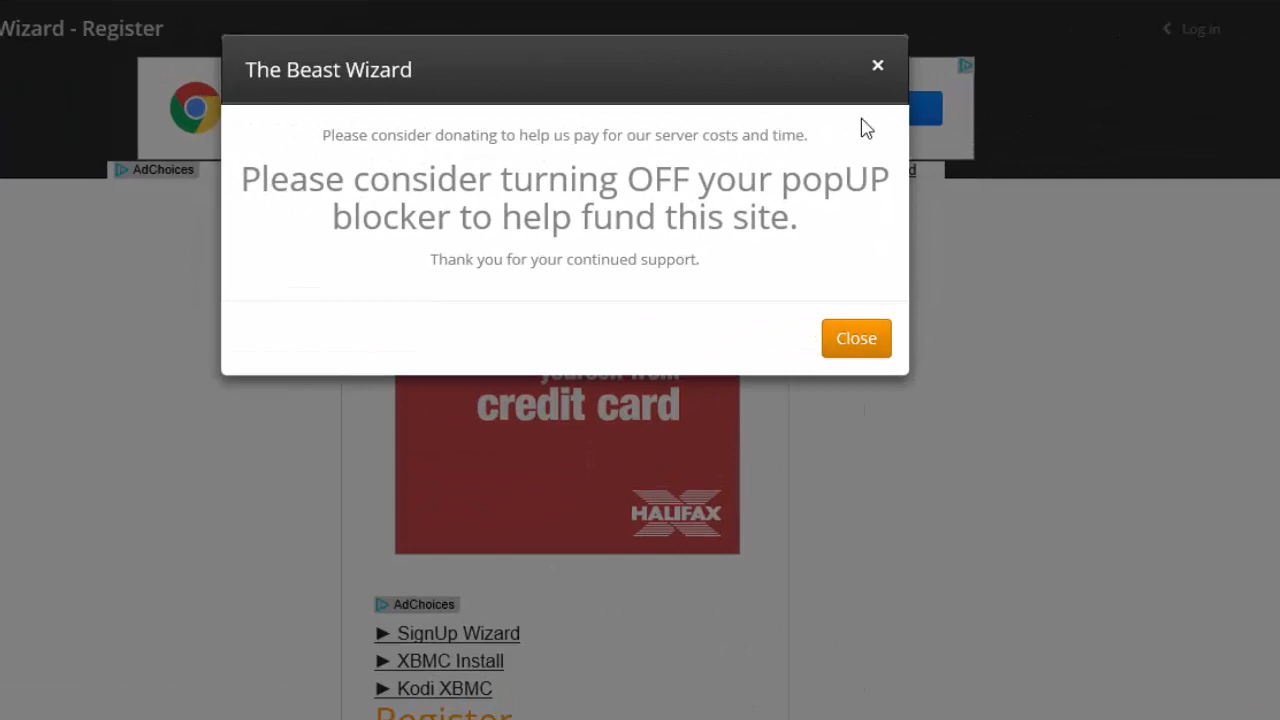 Wizard - Register
Log in
The Beast Wizard
×
Please consider donating to help us pay for our server costs and time.
Please consider turning OFF your popUP
blocker to help fund this site.
Thank you for your continued support.
AdChoices
Close
credit card
HALIFAX
AdChoices
► SignUp Wizard
► XBMC Install
► Kodi XBMC
Register